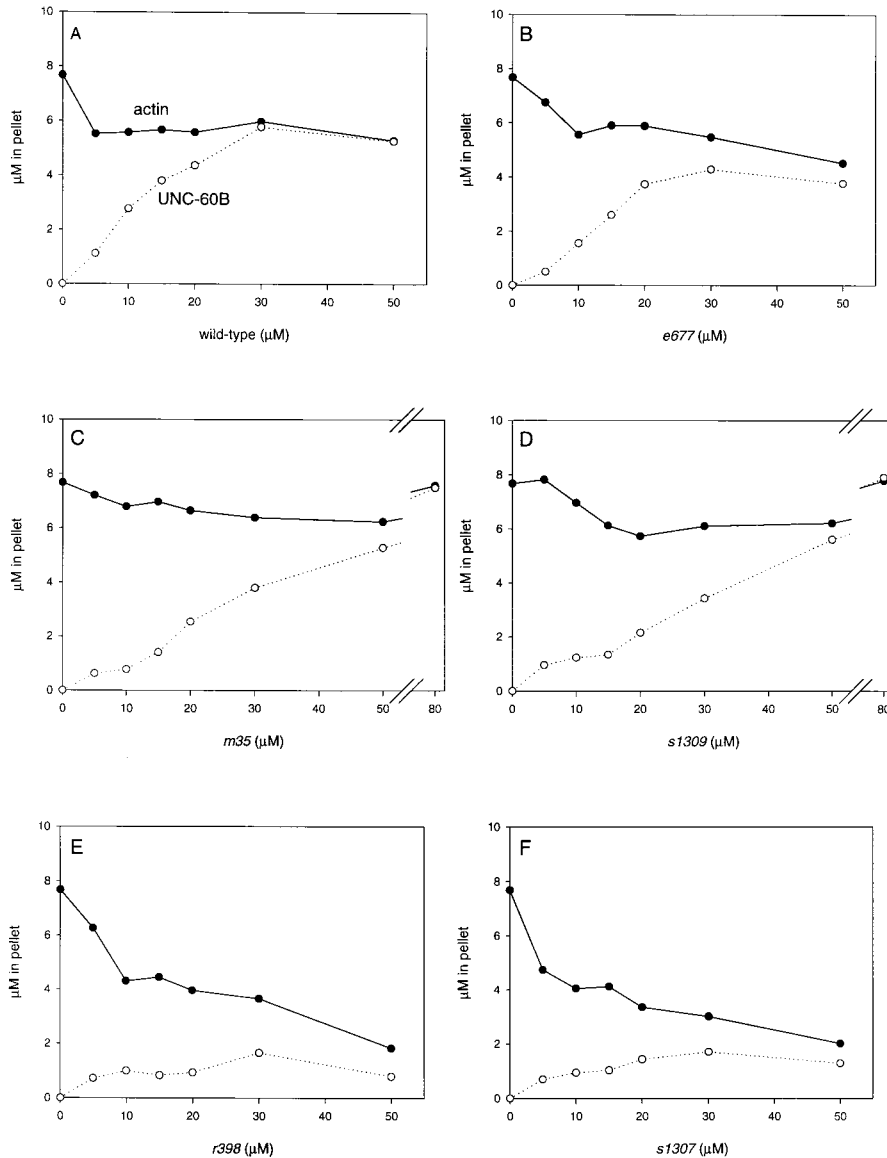 A
10
8
6
4
2
0
μM in pellet
actin
UNC-60B
0 10 20 30 40 50
wild-type (μM)
B
10
8
6
4
2
0
μM in pellet
0 10 20 30 40 50
e677 (μM)
C
10
8
6
4
2
0
μM in pellet
0 10 20 30 40 50 80
m35 (μM)
D
10
8
6
4
2
0
μM in pellet
0 10 20 30 40 50 80
s1309 (μM)
E
10
8
6
4
2
0
μM in pellet
0 10 20 30 40 50
r398 (μM)
F
10
8
6
4
2
0
μM in pellet
0 10 20 30 40 50
s1307 (μM)